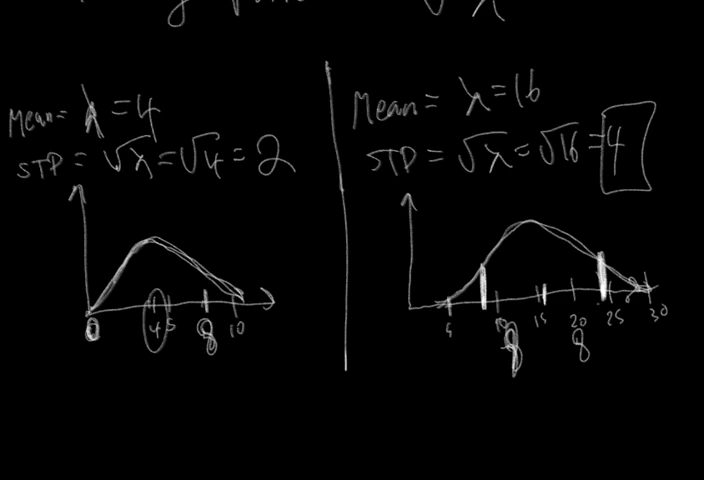 √λ
Mean = λ = 4
STD = √λ = √4 = 2
0 4 5 8 10
Mean = λ = 16
STD = √λ = √16 = 4
5 10 15 20 25 30
8 8